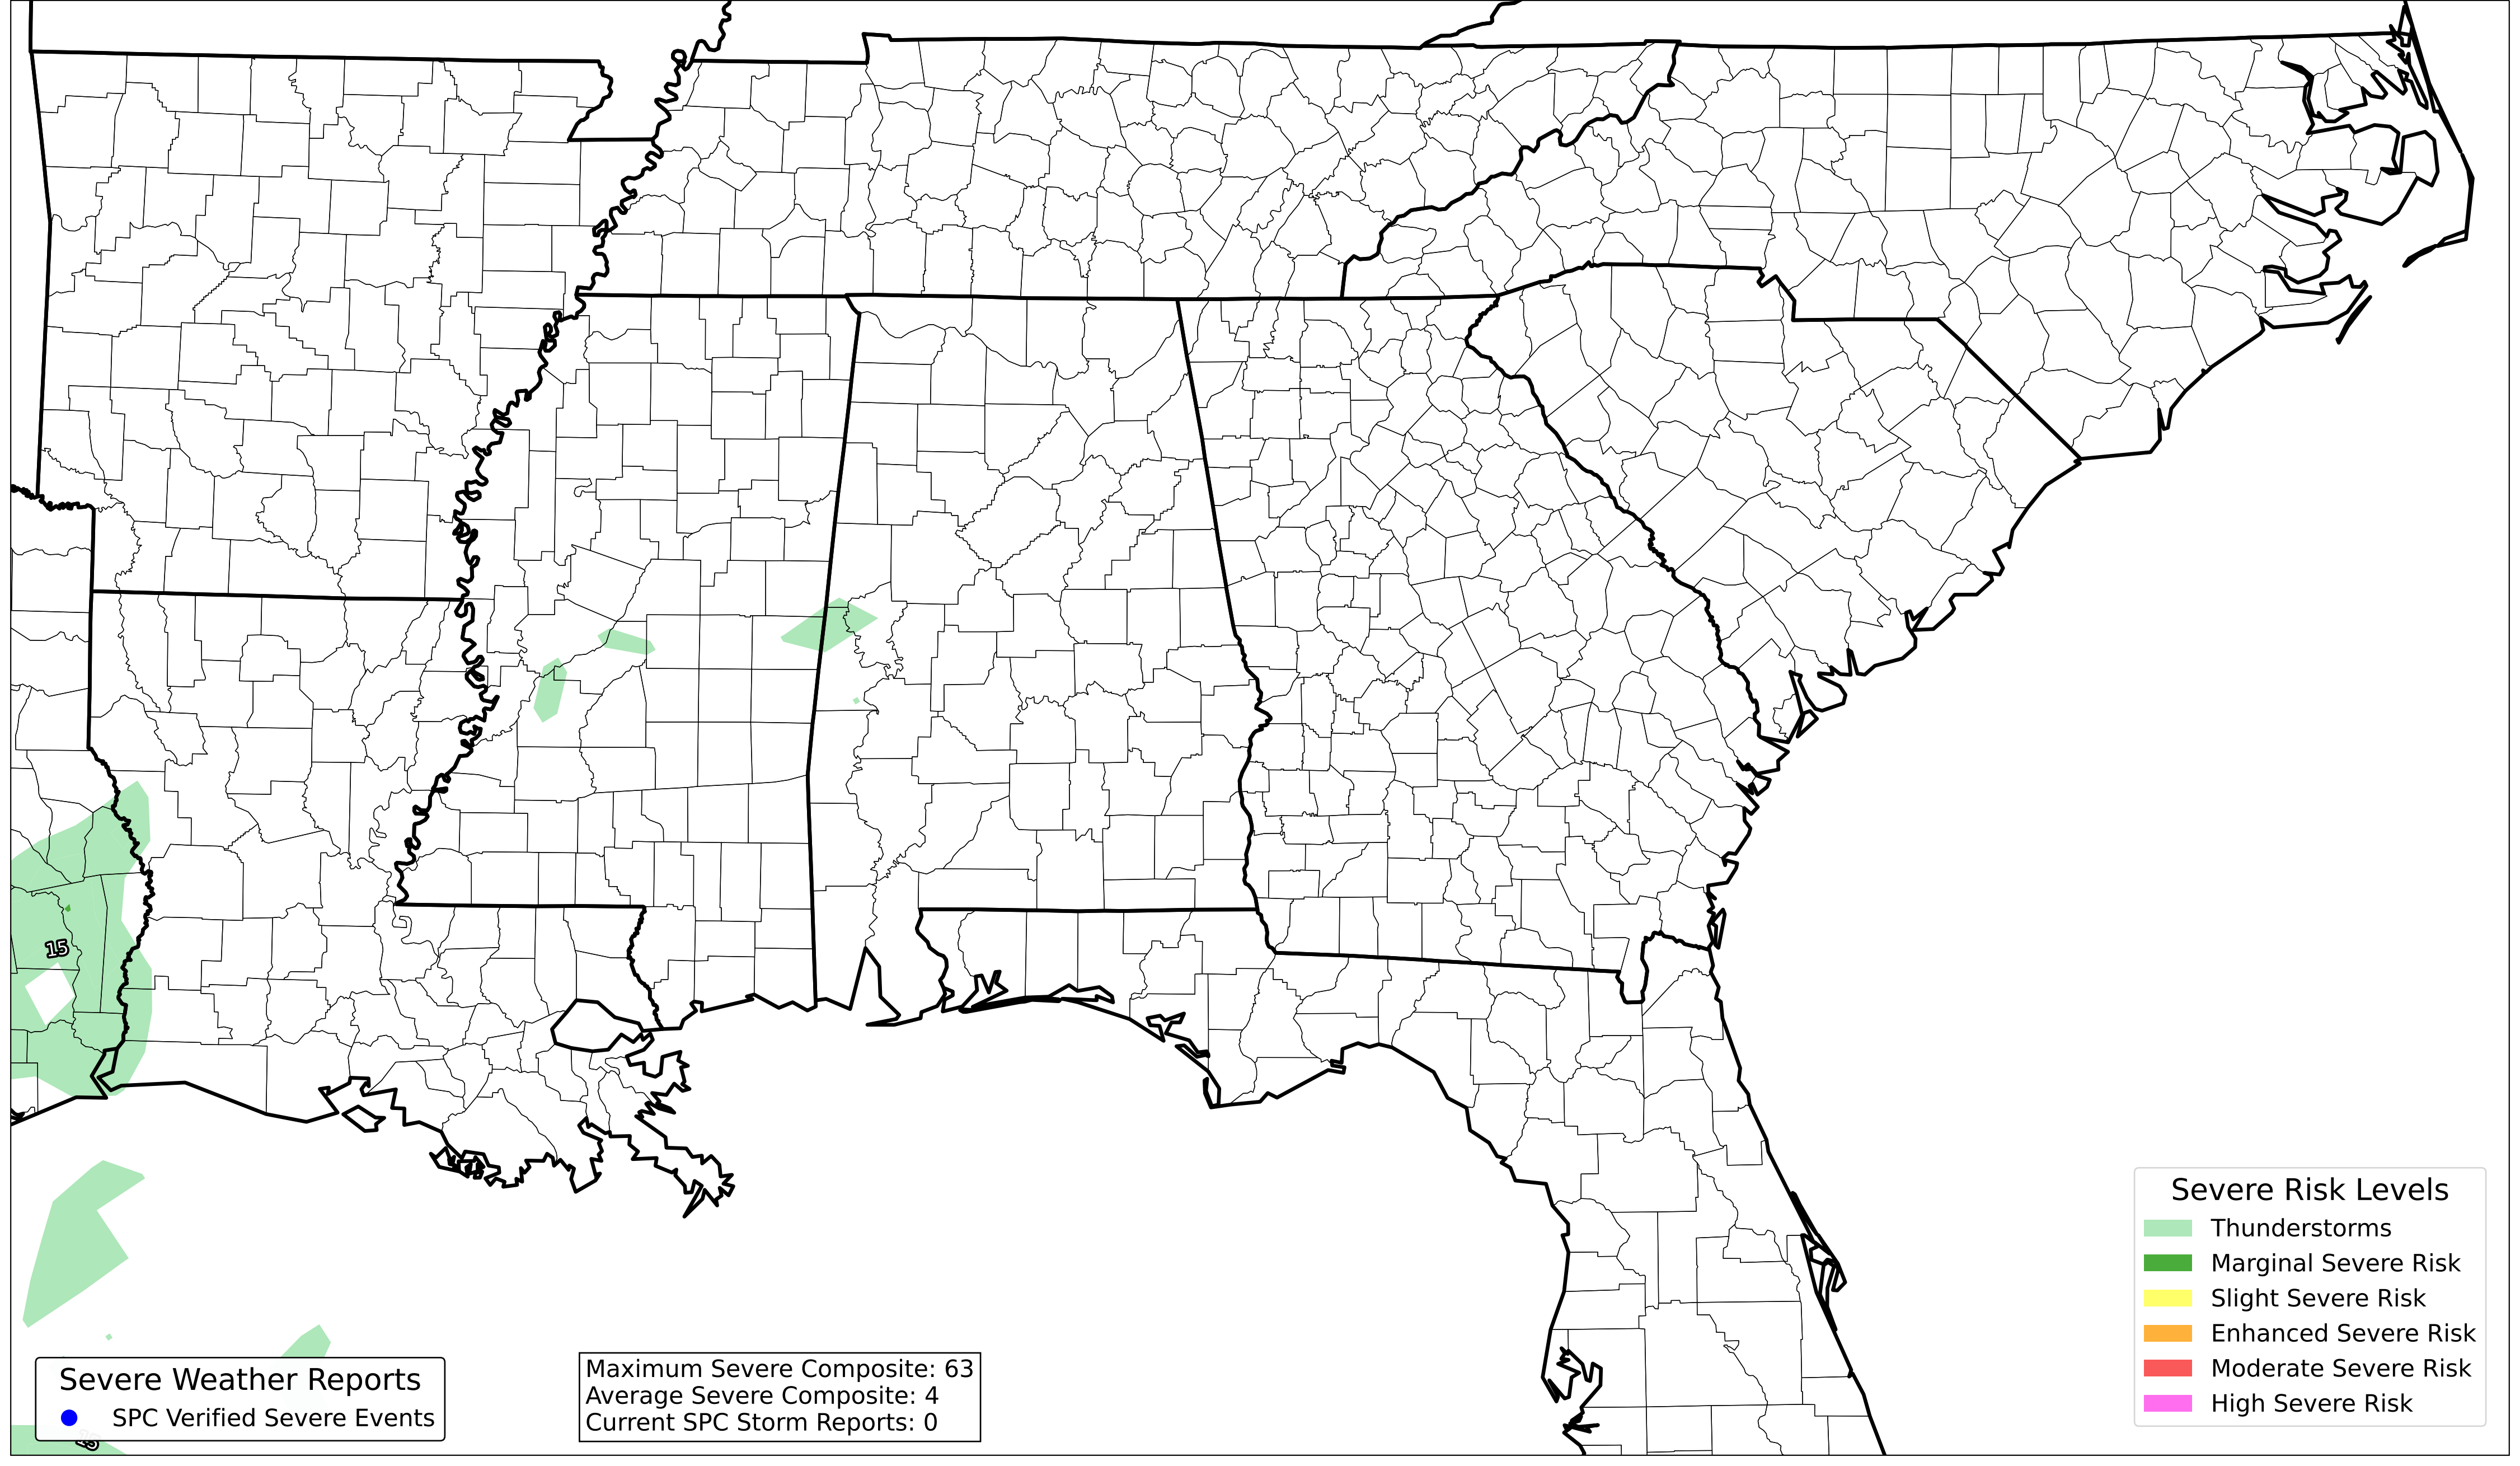 15
Severe Risk Levels
Thunderstorms
Marginal Severe Risk
Slight Severe Risk
Enhanced Severe Risk
Moderate Severe Risk
High Severe Risk
Severe Weather Reports
SPC Verified Severe Events
Maximum Severe Composite: 63
Average Severe Composite: 4
Current SPC Storm Reports: 0